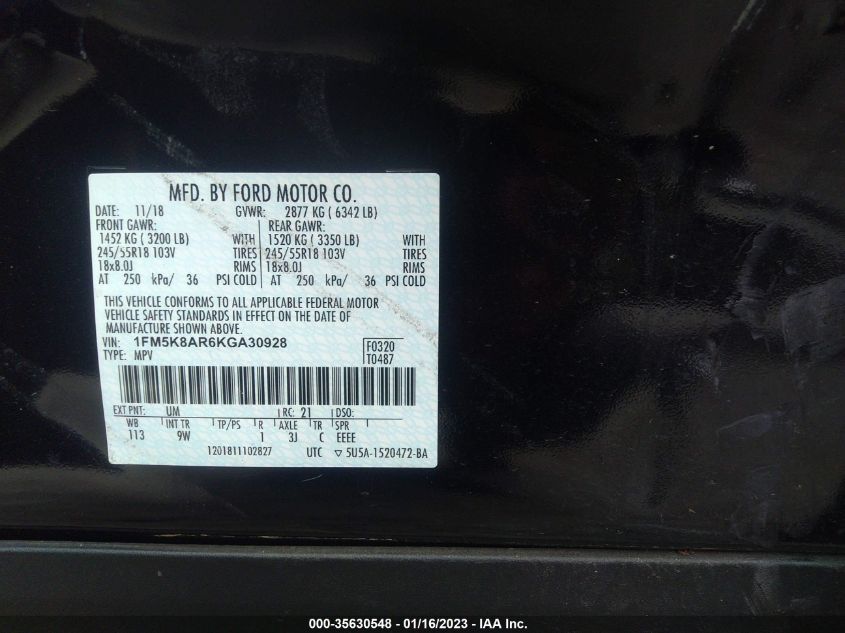 MFD. BY FORD MOTOR CO.
DATE: 11/18 GVWR: 2877 KG ( 6342 LB)
FRONT GAWR: REAR GAWR:
1452 KG ( 3200 LB) WITH 1520 KG ( 3350 LB) WITH
245/55R18 103V TIRES 245/55R18 103V TIRES
18x8.0J RIMS 18x8.0J RIMS
AT 250 kPa/ 36 PSI COLD AT 250 kPa/ 36 PSI COLD
THIS VEHICLE CONFORMS TO ALL APPLICABLE FEDERAL MOTOR
VEHICLE SAFETY STANDARDS IN EFFECT ON THE DATE OF
MANUFACTURE SHOWN ABOVE.
VIN: 1FM5K8AR6KGA30928 F0320
TYPE: MPV T0487
EXT PNT: UM RC: 21 DSO:
WB INT TR TP/PS R AXLE TR SPR
113 9W 1 3J C EEEE
1201811102827 UTC ▽ 5U5A-1520472-BA
000-35630548 - 01/16/2023 - IAA Inc.